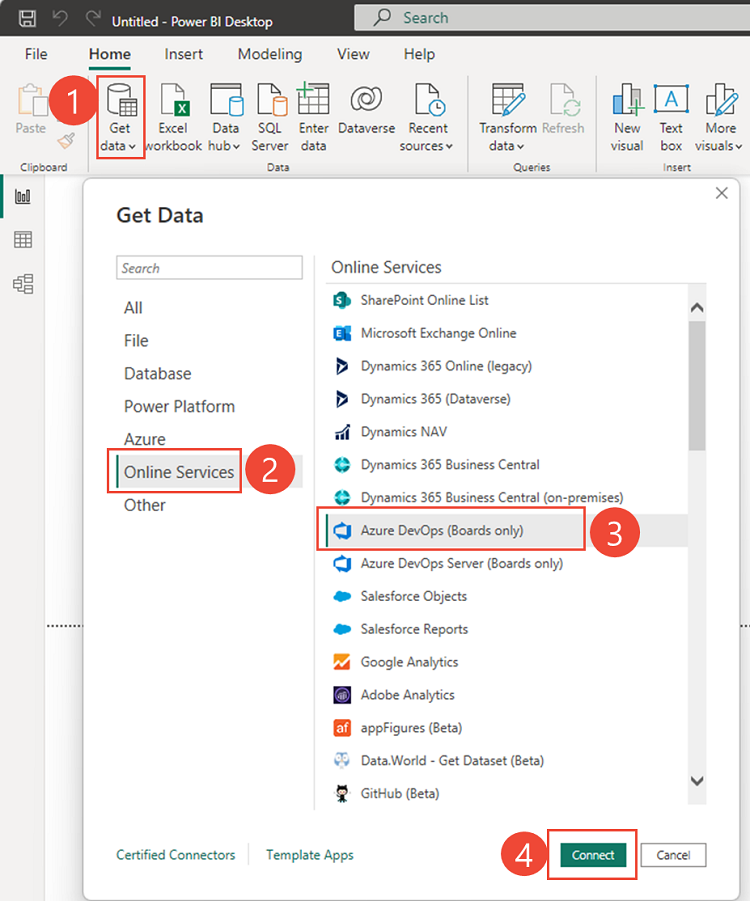 Untitled - Power BI Desktop
Search
File Home Insert Modeling View Help
1
Paste
Get data
Excel workbook
Data hub
SQL Server
Enter data
Dataverse
Recent sources
Transform data
Refresh
New visual
Text box
More visuals
Clipboard
Data
Queries
Insert
Get Data
Search
All
File
Database
Power Platform
Azure
Online Services
2
Other
Online Services
SharePoint Online List
Microsoft Exchange Online
Dynamics 365 Online (legacy)
Dynamics 365 (Dataverse)
Dynamics NAV
Dynamics 365 Business Central
Dynamics 365 Business Central (on-premises)
Azure DevOps (Boards only)
3
Azure DevOps Server (Boards only)
Salesforce Objects
Salesforce Reports
Google Analytics
Adobe Analytics
af
appFigures (Beta)
Data.World - Get Dataset (Beta)
GitHub (Beta)
Certified Connectors
Template Apps
4
Connect
Cancel